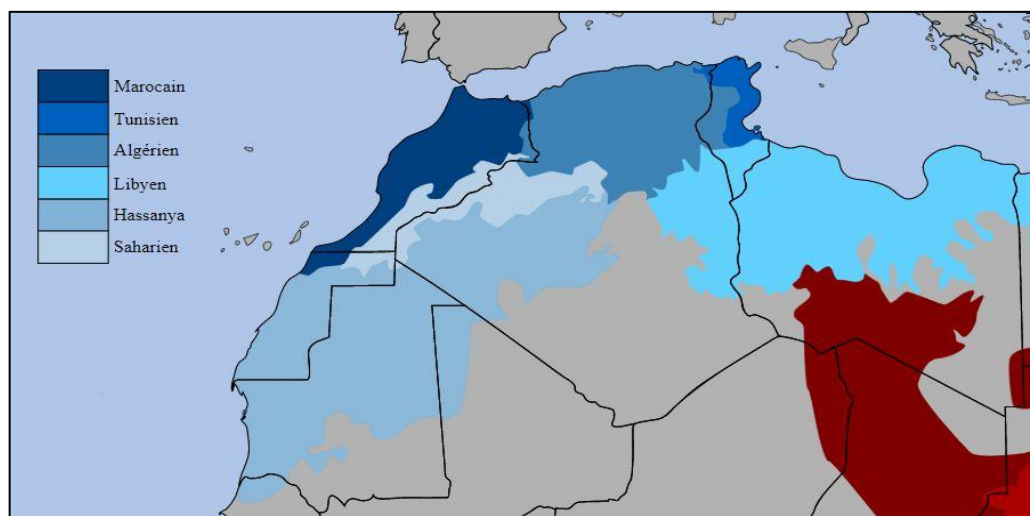 Marocain
Tunisien
Algérien
Libyen
Hassanya
Saharien